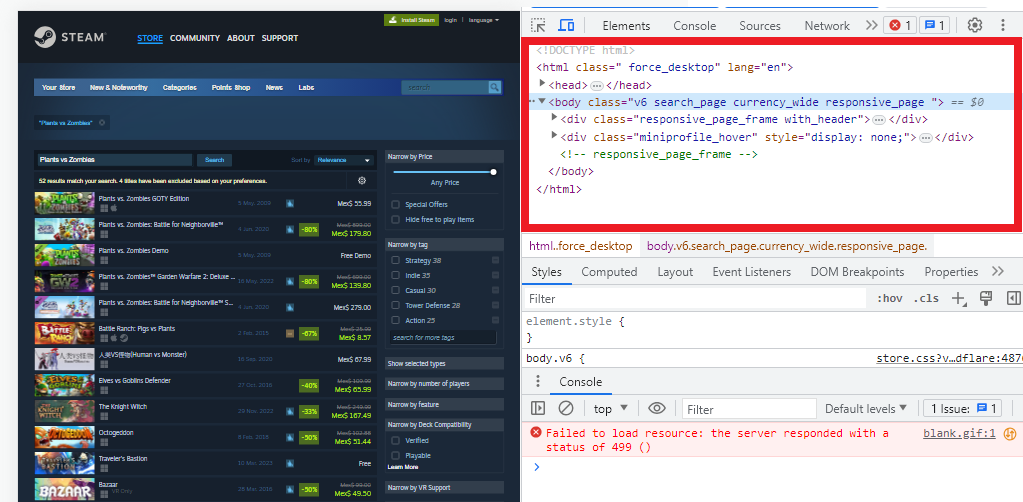 Install Steam login | language
STEAM
STORE COMMUNITY ABOUT SUPPORT
Your Store New & Noteworthy Categories Points Shop News Labs search
"Plants vs Zombies"
Plants vs Zombies Search Sort by Relevance
52 results match your search. 4 titles have been excluded based on your preferences.
Plants vs. Zombies GOTY Edition 5 May, 2009 Mex$ 55.99
Plants vs. Zombies: Battle for Neighborville™ 4 Jun, 2020 -80% Mex$ 899.00
Mex$ 179.80
Plants vs. Zombies Demo 5 May, 2009 Free Demo
Plants vs. Zombies™ Garden Warfare 2: Deluxe ... -80% Mex$ 699.00
Mex$ 139.80
Plants vs. Zombies: Battle for Neighborville™ S... 4 Jun, 2020 Mex$ 279.00
Battle Ranch: Pigs vs Plants 2 Feb, 2015 -67% Mex$ 25.99
Mex$ 8.57
人类VS怪物(Human vs Monster) 16 Sep, 2020 Mex$ 67.99
Elves vs Goblins Defender 27 Oct, 2016 -40% Mex$ 109.99
Mex$ 65.99
The Knight Witch 29 Nov, 2022 -33% Mex$ 249.99
Mex$ 167.49
Octogeddon 8 Feb, 2018 -50% Mex$ 102.88
Mex$ 51.44
Traveler's Bastion Free
Bazaar 28 Mar, 2016 -50% Mex$ 99.00
VR Only Mex$ 49.50
Narrow by Price
Any Price
Special Offers
Hide free to play items
Narrow by tag
Strategy 38
Indie 35
Casual 30
Tower Defense 28
Action 25
search for more tags
Show selected types
Narrow by number of players
Narrow by feature
Narrow by Deck Compatibility
Verified
Playable
Learn More
Narrow by VR Support
Elements Console Sources Network >> 1 1
<!DOCTYPE html>
<html class=" force_desktop" lang="en">
<head>…</head>
<body class="v6 search_page currency_wide responsive_page "> == $0
<div class="responsive_page_frame with_header">…</div>
<div class="miniprofile_hover" style="display: none;">…</div>
<!-- responsive_page_frame -->
</body>
</html>
html..force_desktop body.v6.search_page.currency_wide.responsive_page.
Styles Computed Layout Event Listeners DOM Breakpoints Properties >>
Filter :hov .cls
element.style {
}
body.v6 { store.css?v…dflare:4876
Console
top Filter Default levels 1 Issue: 1
Failed to load resource: the server responded with a blank.gif:1
status of 499 ()